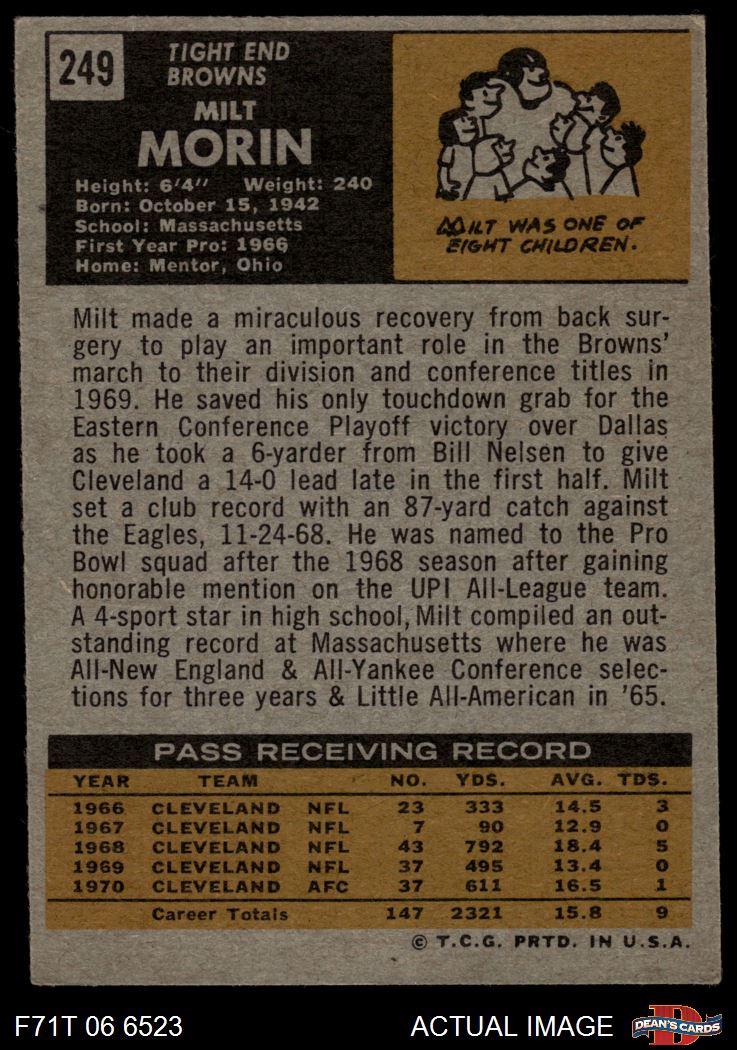 249
TIGHT END
BROWNS
MILT
MORIN
Height: 6'4" Weight: 240
Born: October 15, 1942
School: Massachusetts
First Year Pro: 1966
Home: Mentor, Ohio
MILT WAS ONE OF
EIGHT CHILDREN.
Milt made a miraculous recovery from back sur-
gery to play an important role in the Browns'
march to their division and conference titles in
1969. He saved his only touchdown grab for the
Eastern Conference Playoff victory over Dallas
as he took a 6-yarder from Bill Nelsen to give
Cleveland a 14-0 lead late in the first half. Milt
set a club record with an 87-yard catch against
the Eagles, 11-24-68. He was named to the Pro
Bowl squad after the 1968 season after gaining
honorable mention on the UPI All-League team.
A 4-sport star in high school, Milt compiled an out-
standing record at Massachusetts where he was
All-New England & All-Yankee Conference selec-
tions for three years & Little All-American in '65.
PASS RECEIVING RECORD
YEAR TEAM NO. YDS. AVG. TDS.
1966 CLEVELAND NFL 23 333 14.5 3
1967 CLEVELAND NFL 7 90 12.9 0
1968 CLEVELAND NFL 43 792 18.4 5
1969 CLEVELAND NFL 37 495 13.4 0
1970 CLEVELAND AFC 37 611 16.5 1
Career Totals 147 2321 15.8 9
© T.C.G. PRTD. IN U.S.A.
F71T 06 6523 ACTUAL IMAGE
D
DEAN'S CARDS